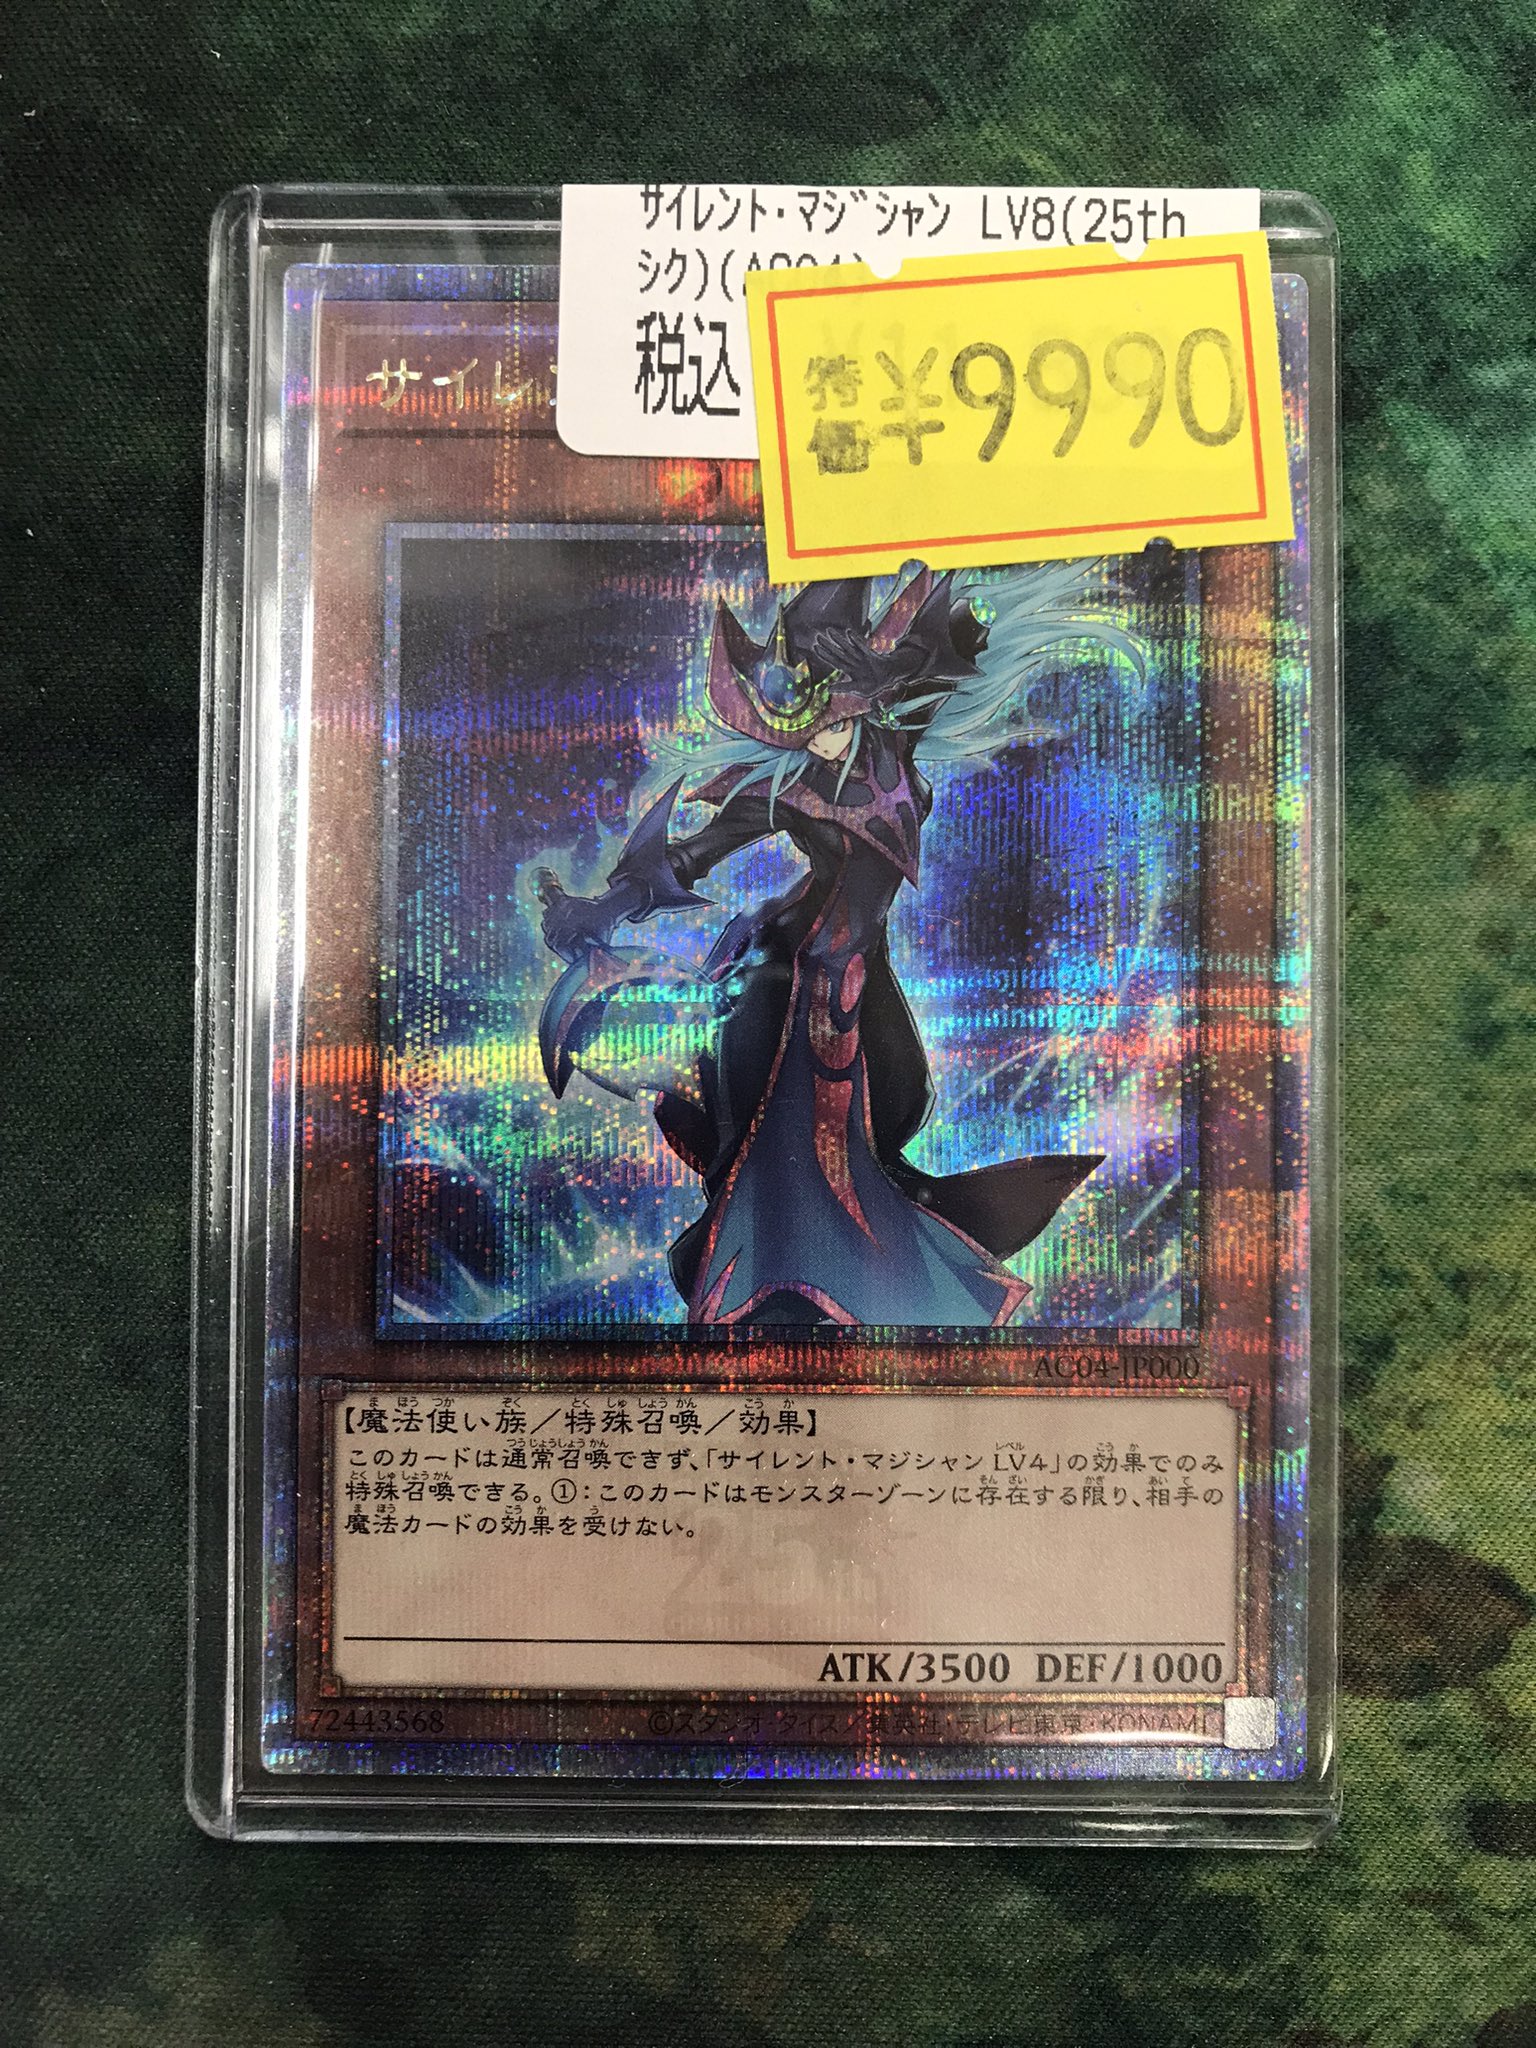 ｻｲﾚﾝﾄ･ﾏｼﾞｼｬﾝ LV8(25th
ｼｸ)(AC04)
税込
特価 ¥9990
サイレン
AC04-JP000
【魔法使い族／特殊召喚／効果】
このカードは通常召喚できず、「サイレント・マジシャン LV4」の効果でのみ
特殊召喚できる。①：このカードはモンスターゾーンに存在する限り、相手の
魔法カードの効果を受けない。
25th
ATK/3500 DEF/1000
72443568
©スタジオ・ダイス／集英社・テレビ東京・KONAMI